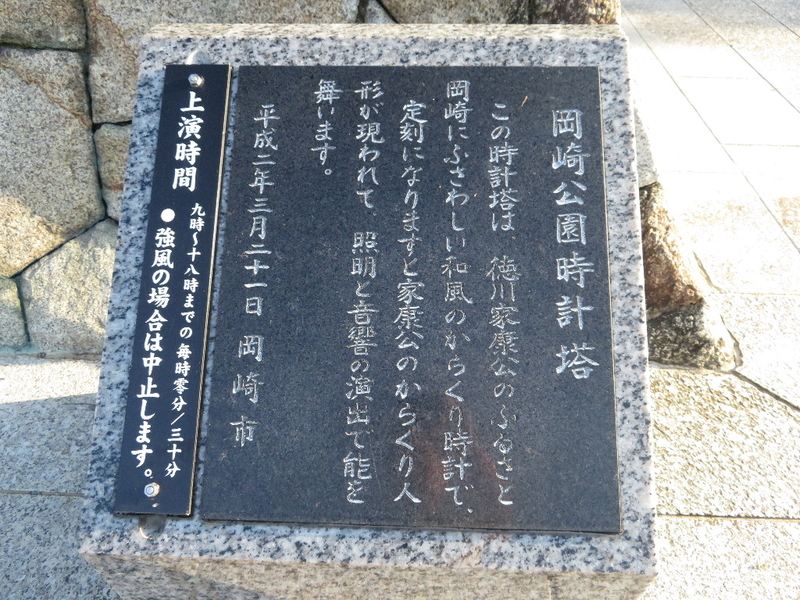 岡崎公園時計塔
この時計塔は 徳川家康公のふるさと
岡崎にふさわしい和風のからくり時計で、
定刻になりますと家康公のからくり人
形が現われて、照明と音響の演出で能を
舞います。
平成二年三月二十一日 岡崎市
上演時間 九時〜十八時までの毎時零分/三十分
●強風の場合は中止します。